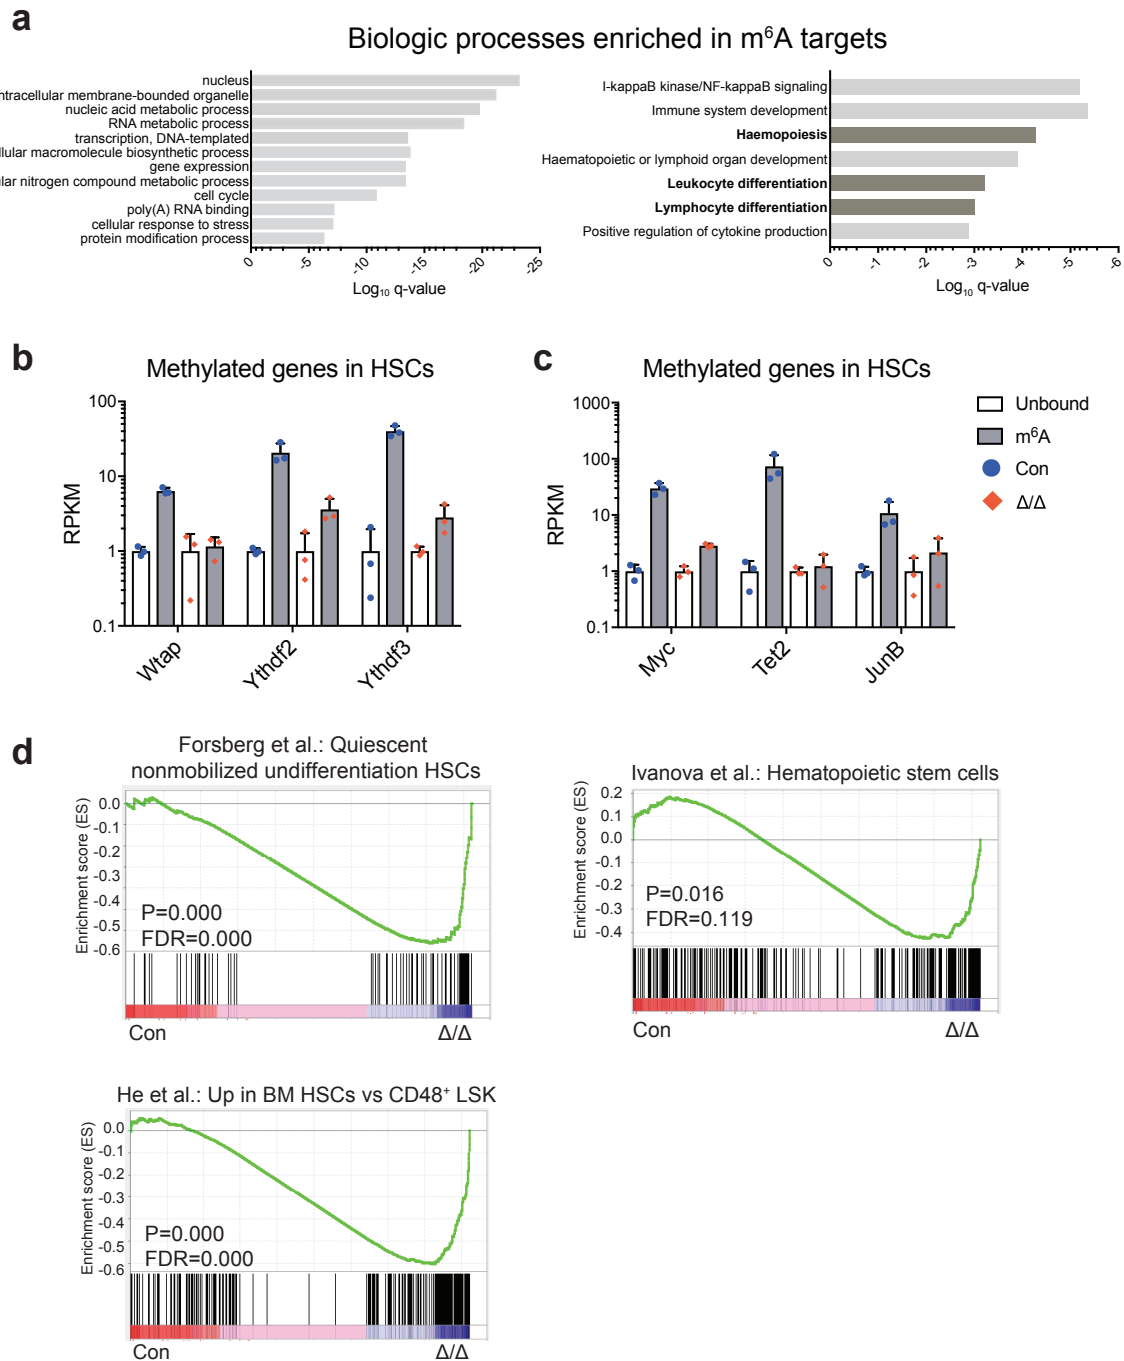 a
Biologic processes enriched in m⁶A targets
nucleus
ntracellular membrane-bounded organelle
nucleic acid metabolic process
RNA metabolic process
transcription, DNA-templated
llular macromolecule biosynthetic process
gene expression
ular nitrogen compound metabolic process
cell cycle
poly(A) RNA binding
cellular response to stress
protein modification process
0 -5 -10 -15 -20 -25
Log₁₀ q-value
I-kappaB kinase/NF-kappaB signaling
Immune system development
Haemopoiesis
Haematopoietic or lymphoid organ development
Leukocyte differentiation
Lymphocyte differentiation
Positive regulation of cytokine production
0 -1 -2 -3 -4 -5 -6
Log₁₀ q-value
b
Methylated genes in HSCs
RPKM
100
10
1
0.1
Wtap Ythdf2 Ythdf3
c
Methylated genes in HSCs
RPKM
1000
100
10
1
0.1
Myc Tet2 JunB
Unbound
m⁶A
Con
Δ/Δ
d
Forsberg et al.: Quiescent
nonmobilized undifferentiation HSCs
Enrichment score (ES)
0.0
-0.1
-0.2
-0.3
-0.4
-0.5
-0.6
P=0.000
FDR=0.000
Con Δ/Δ
Ivanova et al.: Hematopoietic stem cells
Enrichment score (ES)
0.2
0.1
0.0
-0.1
-0.2
-0.3
-0.4
P=0.016
FDR=0.119
Con Δ/Δ
He et al.: Up in BM HSCs vs CD48⁺ LSK
Enrichment score (ES)
0.0
-0.1
-0.2
-0.3
-0.4
-0.5
-0.6
P=0.000
FDR=0.000
Con Δ/Δ